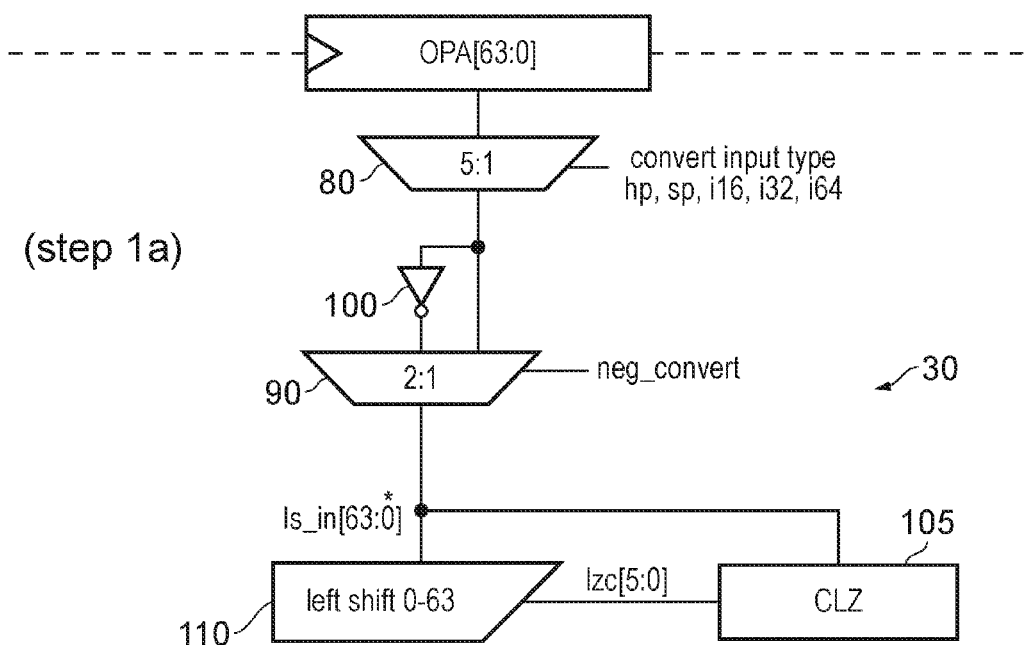 OPA[63:0]
5:1
80
convert input type
hp, sp, i16, i32, i64
(step 1a)
100
2:1
90
neg_convert
30
ls_in[63:0]*
105
left shift 0-63
lzc[5:0]
CLZ
110